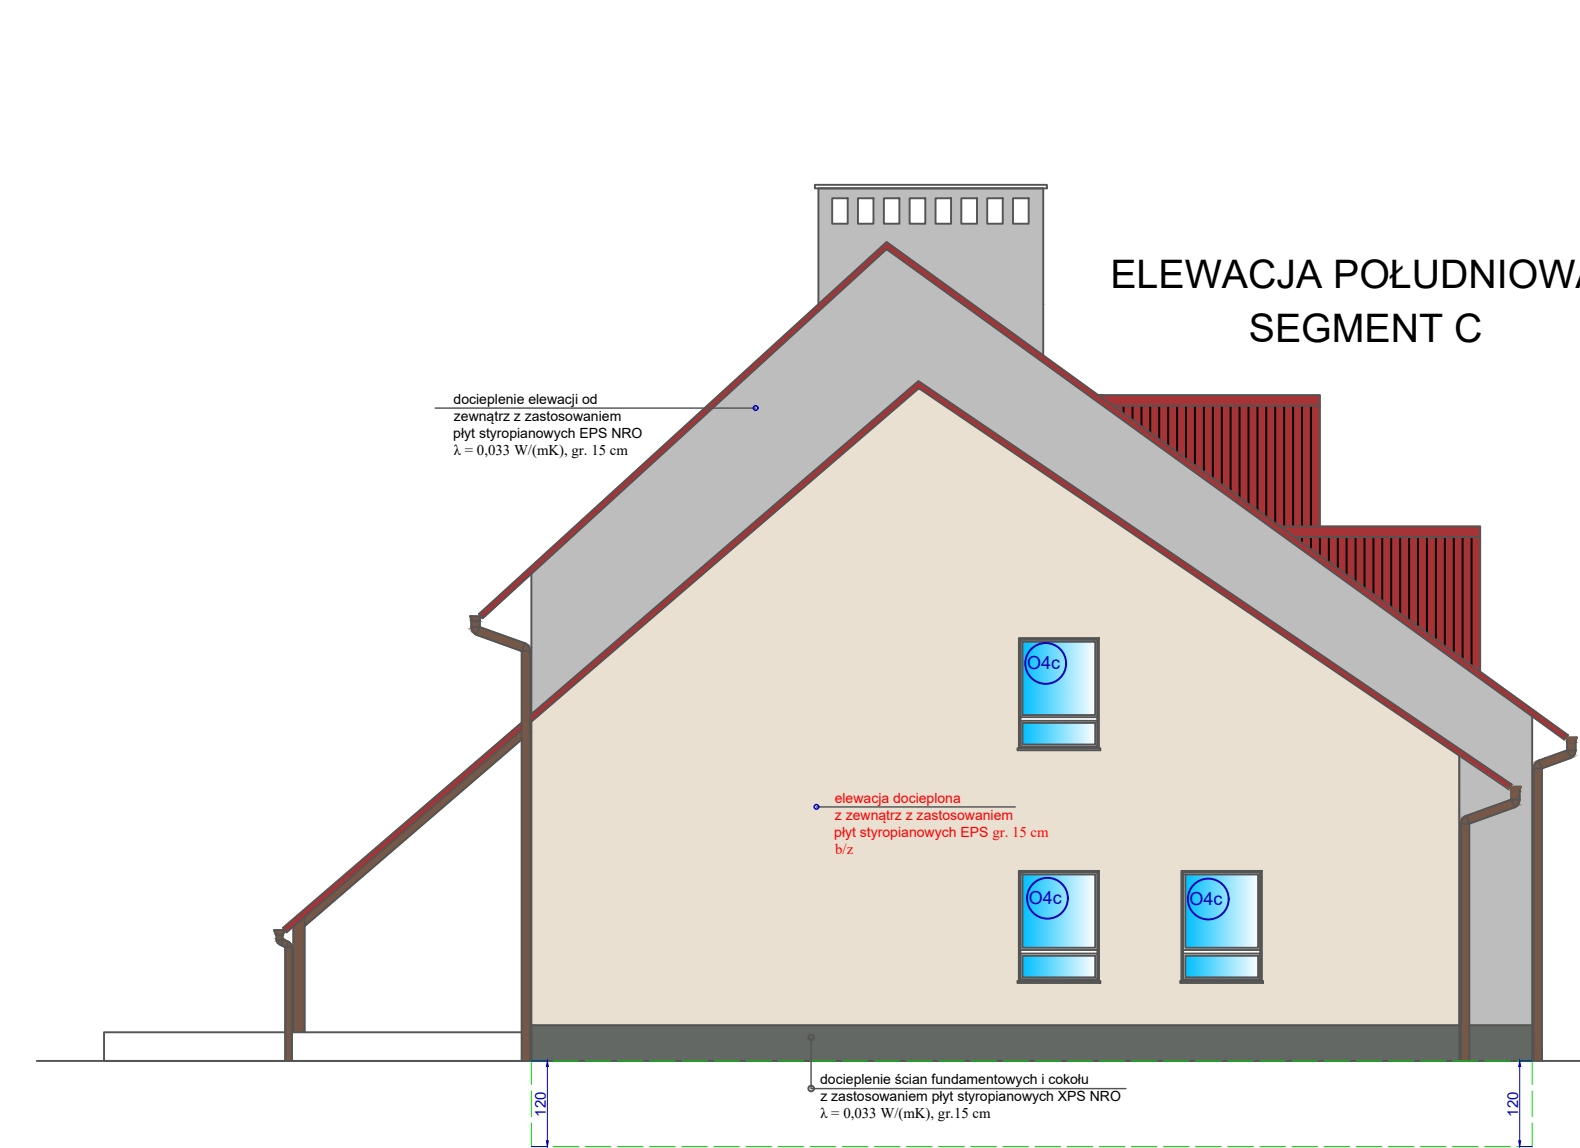 ELEWACJA POŁUDNIOWA
SEGMENT C
docieplenie elewacji od
zewnątrz z zastosowaniem
płyt styropianowych EPS NRO
λ = 0,033 W/(mK), gr. 15 cm
O4c
elewacja docieplona
z zewnątrz z zastosowaniem
płyt styropianowych EPS gr. 15 cm
b/z
O4c
O4c
docieplenie ścian fundamentowych i cokołu
z zastosowaniem płyt styropianowych XPS NRO
λ = 0,033 W/(mK), gr.15 cm
120
120